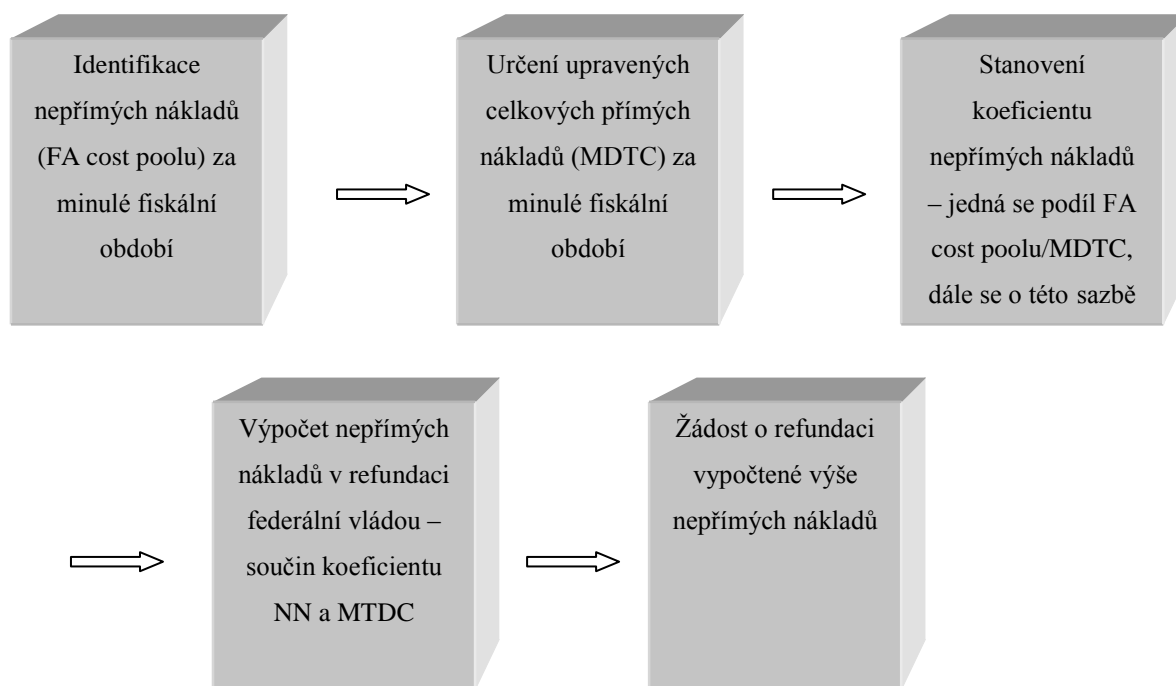 Identifikace
nepřímých nákladů
(FA cost poolu) za
minulé fiskální
období
Určení upravených
celkových přímých
nákladů (MDTC) za
minulé fiskální
období
Stanovení
koeficientu
nepřímých nákladů
– jedná se podíl FA
cost poolu/MDTC,
dále se o této sazbě
Výpočet nepřímých
nákladů v refundaci
federální vládou –
součin koeficientu
NN a MTDC
Žádost o refundaci
vypočtené výše
nepřímých nákladů